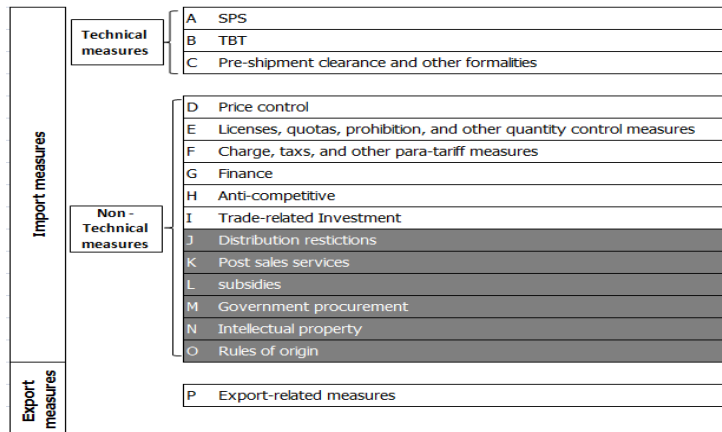 Import measures
Technical
measures
A SPS
B TBT
C Pre-shipment clearance and other formalities
Non -
Technical
measures
D Price control
E Licenses, quotas, prohibition, and other quantity control measures
F Charge, taxs, and other para-tariff measures
G Finance
H Anti-competitive
I Trade-related Investment
J Distribution restictions
K Post sales services
L subsidies
M Government procurement
N Intellectual property
O Rules of origin
Export
measures
P Export-related measures